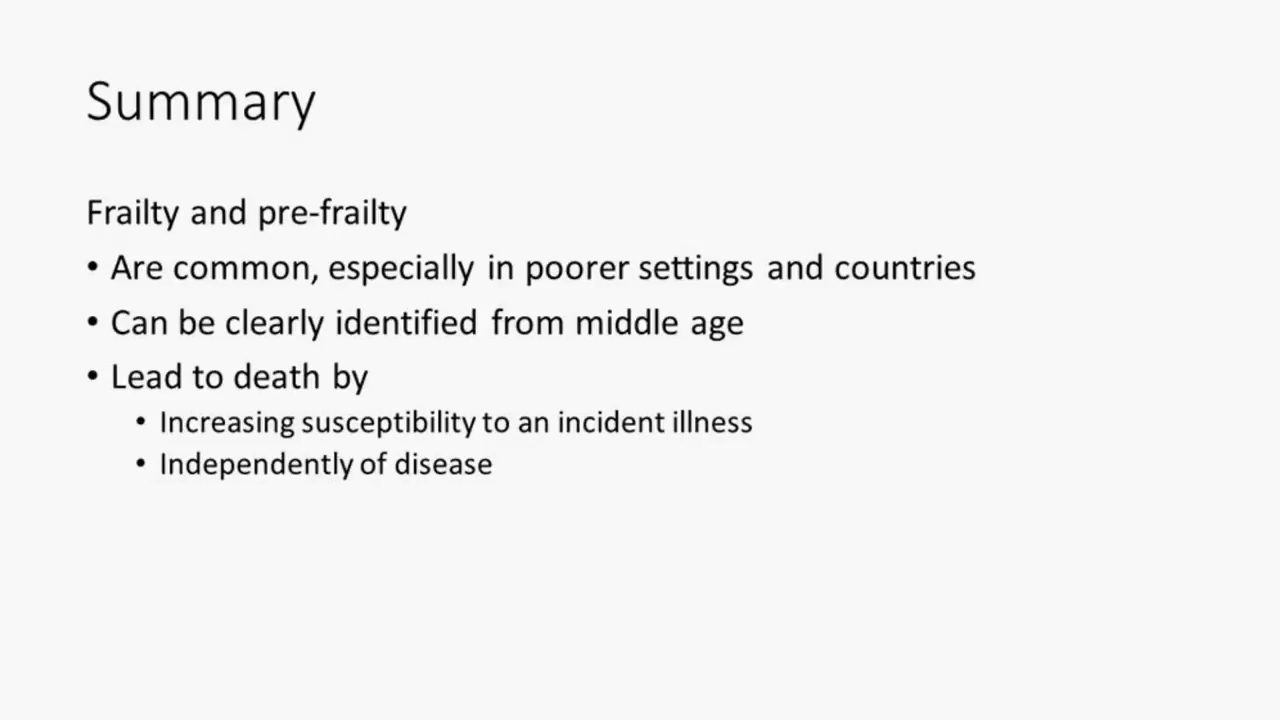 Summary
Frailty and pre-frailty
• Are common, especially in poorer settings and countries
• Can be clearly identified from middle age
• Lead to death by
• Increasing susceptibility to an incident illness
• Independently of disease